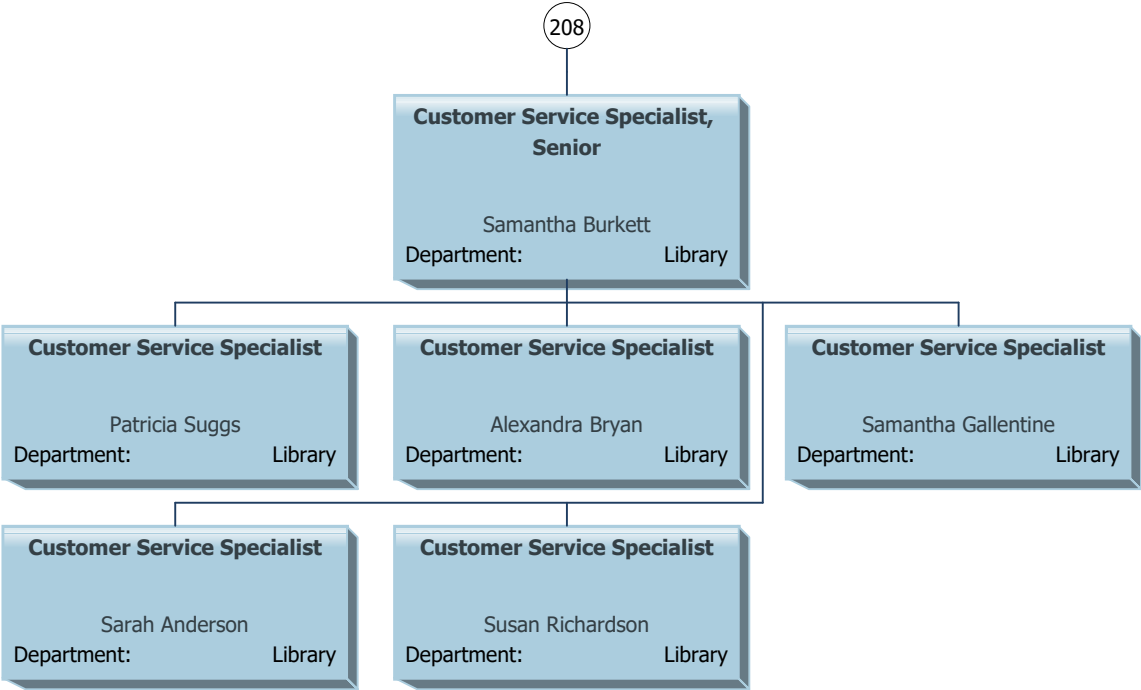 208
Customer Service Specialist,
Senior
Samantha Burkett
Department: Library
Customer Service Specialist
Patricia Suggs
Department: Library
Customer Service Specialist
Alexandra Bryan
Department: Library
Customer Service Specialist
Samantha Gallentine
Department: Library
Customer Service Specialist
Sarah Anderson
Department: Library
Customer Service Specialist
Susan Richardson
Department: Library